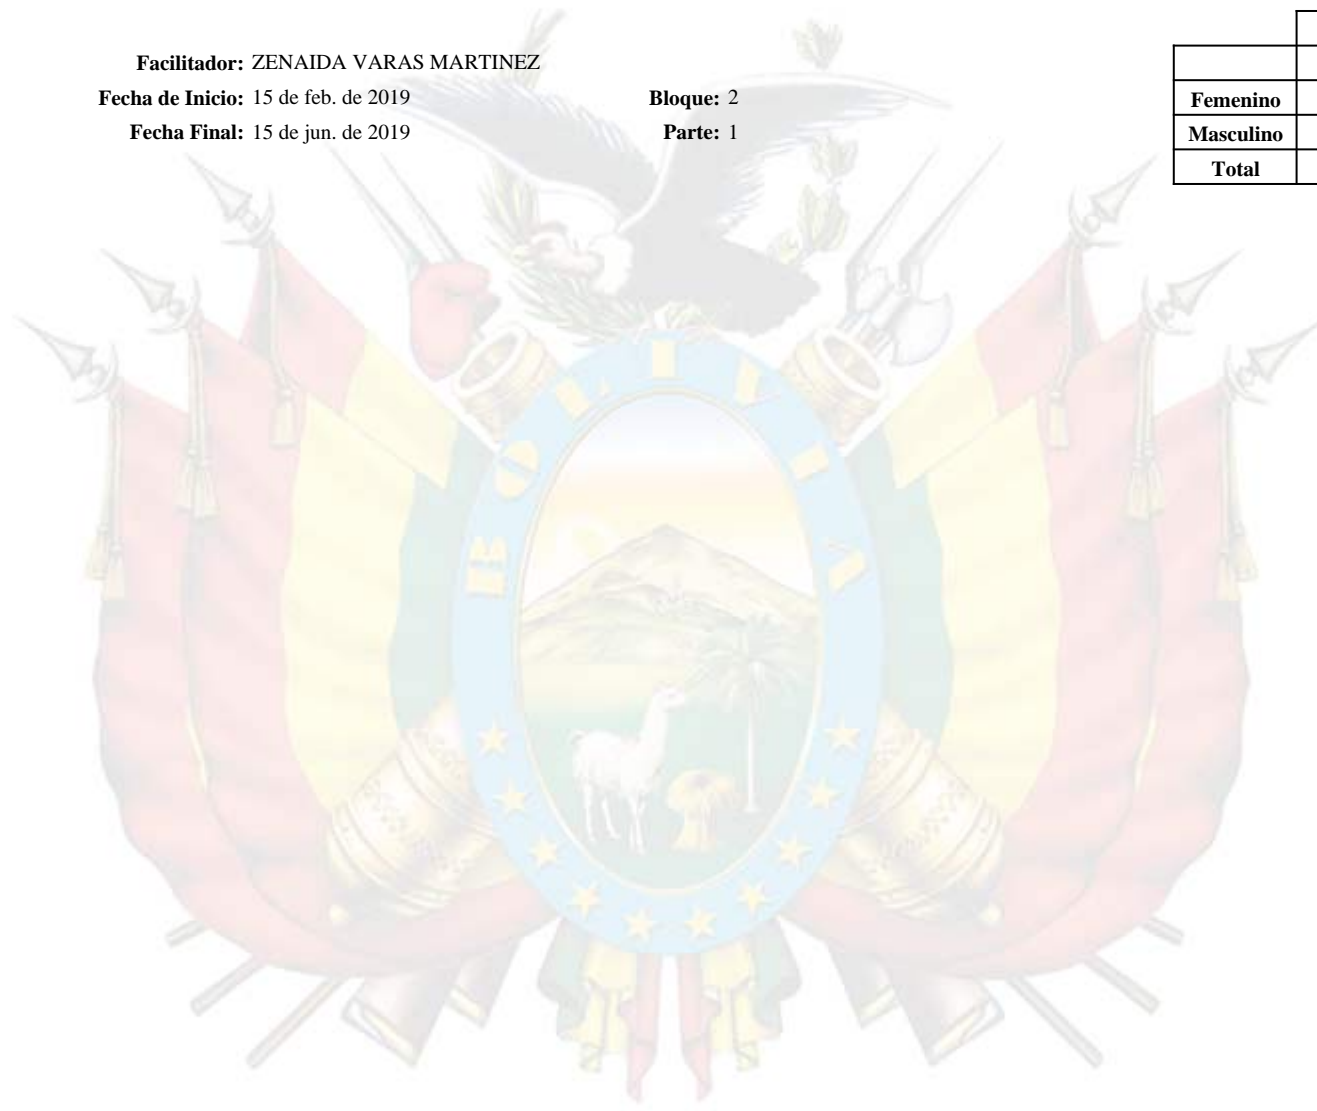 Facilitador: ZENAIDA VARAS MARTINEZ
Fecha de Inicio: 15 de feb. de 2019 Bloque: 2
Fecha Final: 15 de jun. de 2019 Parte: 1
Femenino
Masculino
Total
BOLIVIA